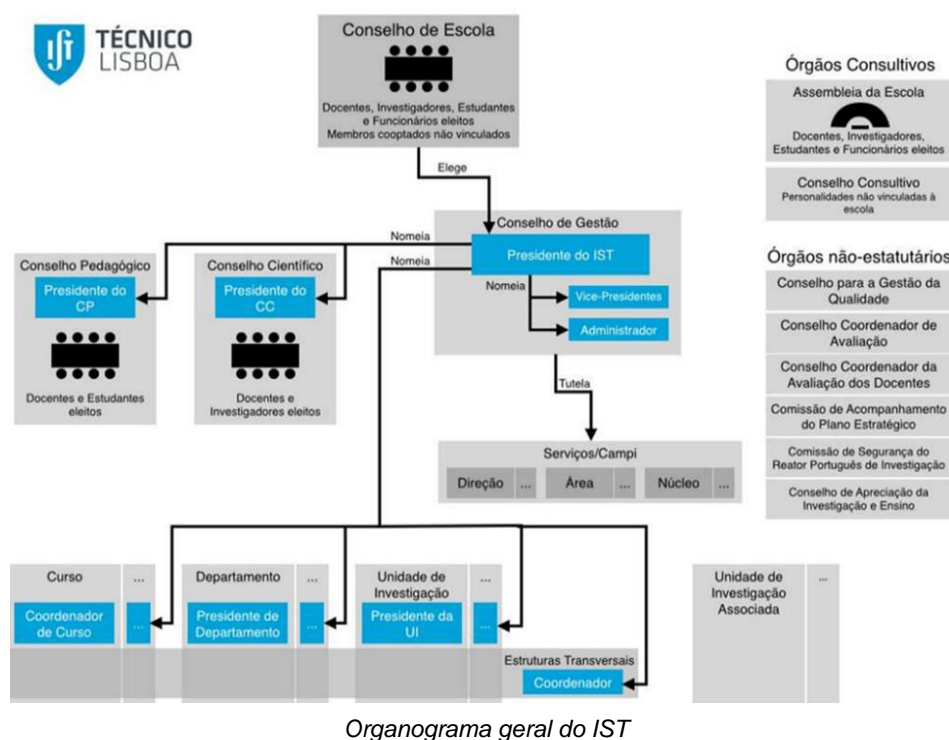 TÉCNICO
LISBOA
Conselho de Escola
Docentes, Investigadores, Estudantes
e Funcionários eleitos
Membros cooptados não vinculados
Elege
Órgãos Consultivos
Assembleia da Escola
Docentes, Investigadores,
Estudantes e Funcionários eleitos
Conselho Consultivo
Personalidades não vinculadas à
escola
Conselho de Gestão
Presidente do IST
Nomeia
Vice-Presidentes
Administrador
Nomeia
Nomeia
Conselho Pedagógico
Presidente do
CP
Docentes e Estudantes
eleitos
Conselho Científico
Presidente do
CC
Docentes e
Investigadores eleitos
Tutela
Serviços/Campi
Direção
...
Área
...
Núcleo
...
Órgãos não-estatutários
Conselho para a Gestão da
Qualidade
Conselho Coordenador de
Avaliação
Conselho Coordenador da
Avaliação dos Docentes
Comissão de Acompanhamento
do Plano Estratégico
Comissão de Segurança do
Reator Português de Investigação
Conselho de Apreciação da
Investigação e Ensino
Curso
...
Coordenador
de Curso
...
Departamento
...
Presidente de
Departamento
...
Unidade de
Investigação
...
Presidente da
UI
...
Unidade de
Investigação
Associada
...
Estruturas Transversais
Coordenador
Organograma geral do IST